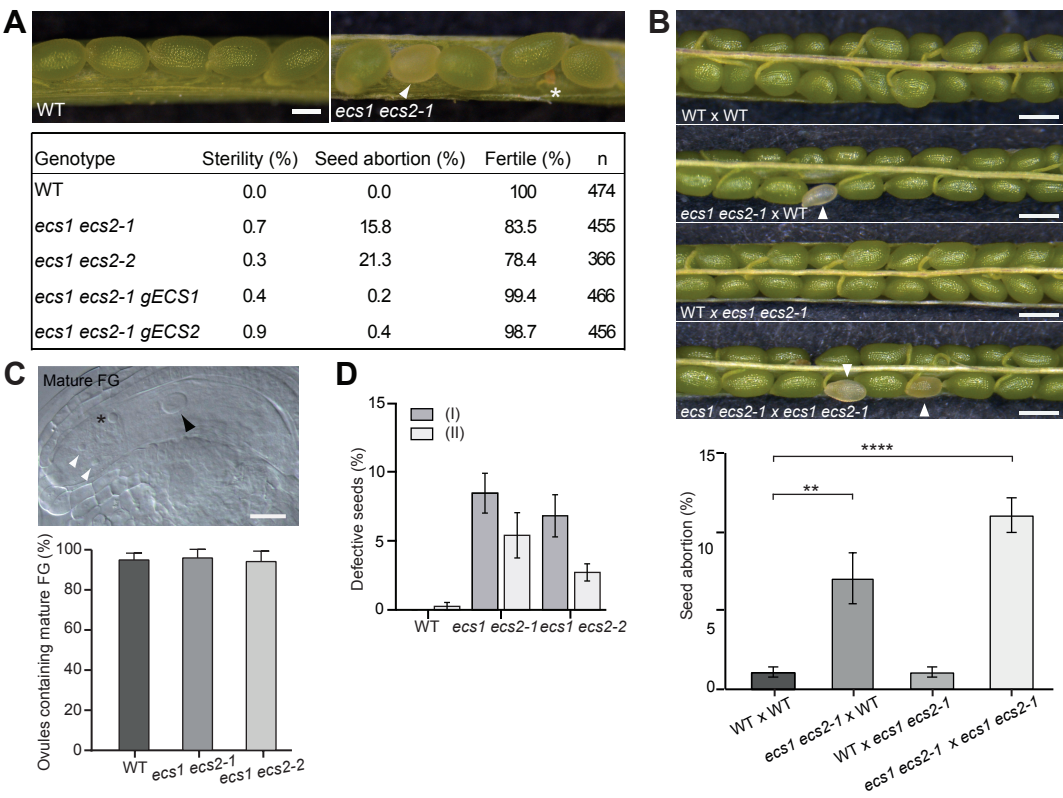 A
WT
ecs1 ecs2-1
*
Genotype Sterility (%) Seed abortion (%) Fertile (%) n
WT 0.0 0.0 100 474
ecs1 ecs2-1 0.7 15.8 83.5 455
ecs1 ecs2-2 0.3 21.3 78.4 366
ecs1 ecs2-1 gECS1 0.4 0.2 99.4 466
ecs1 ecs2-1 gECS2 0.9 0.4 98.7 456
B
WT x WT
ecs1 ecs2-1 x WT
WT x ecs1 ecs2-1
ecs1 ecs2-1 x ecs1 ecs2-1
Seed abortion (%)
15
10
5
0
****
**
WT x WT
ecs1 ecs2-1 x WT
WT x ecs1 ecs2-1
ecs1 ecs2-1 x ecs1 ecs2-1
C
Mature FG
*
Ovules containing mature FG (%)
100
80
60
40
20
0
WT
ecs1 ecs2-1
ecs1 ecs2-2
D
Defective seeds (%)
15
10
5
0
(I)
(II)
WT
ecs1 ecs2-1
ecs1 ecs2-2